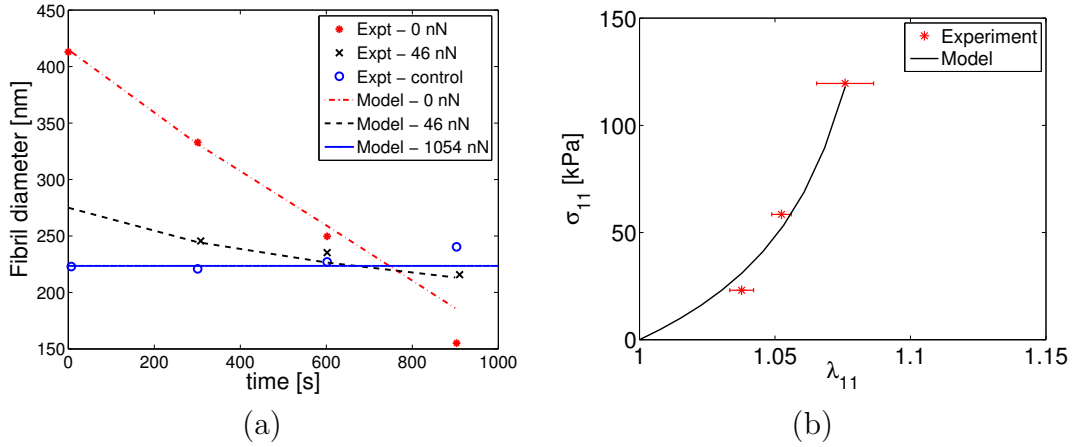 450
400
350
300
250
200
150
Fibril diameter [nm]
Expt – 0 nN
Expt – 46 nN
Expt – control
Model – 0 nN
Model – 46 nN
Model – 1054 nN
0
200
400
600
800
1000
time [s]
(a)
150
100
50
0
σ11 [kPa]
Experiment
Model
1
1.05
1.1
1.15
λ11
(b)